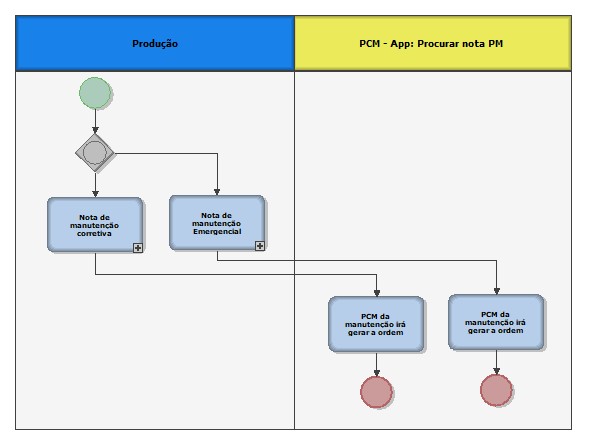 Produção
PCM - App: Procurar nota PM
Nota de
manutenção
corretiva
Nota de
manutenção
Emergencial
PCM da
manutenção irá
gerar a ordem
PCM da
manutenção irá
gerar a ordem